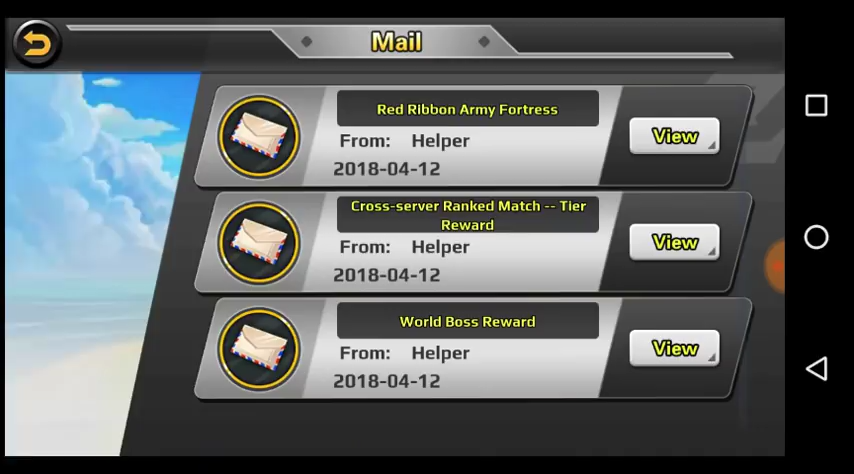 Mail
Red Ribbon Army Fortress
From: Helper
2018-04-12
View
Cross-server Ranked Match -- Tier
Reward
From: Helper
2018-04-12
View
World Boss Reward
From: Helper
2018-04-12
View